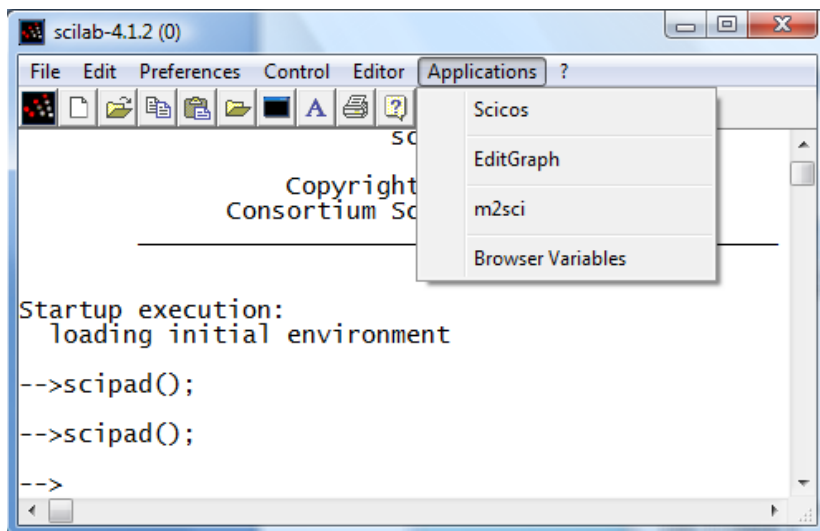 scilab-4.1.2 (0)
File Edit Preferences Control Editor Applications ?
Scicos
EditGraph
m2sci
Browser Variables
Copyright
Consortium
Startup execution:
loading initial environment
-->scipad();
-->scipad();
-->